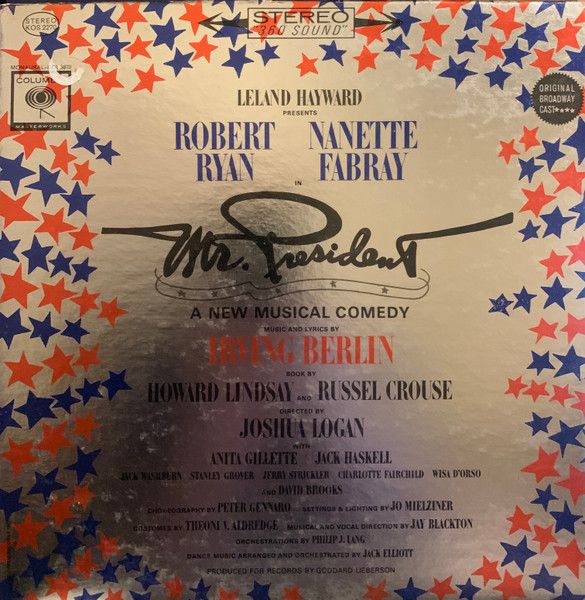 STEREO
"360 SOUND"
STEREO
KOS 2270
COLUMBIA
MASTERWORKS
ORIGINAL
BROADWAY
CAST
LELAND HAYWARD
PRESENTS
ROBERT RYAN
NANETTE FABRAY
IN
Mr. President
A NEW MUSICAL COMEDY
MUSIC AND LYRICS BY
IRVING BERLIN
BOOK BY
HOWARD LINDSAY AND RUSSEL CROUSE
DIRECTED BY
JOSHUA LOGAN
WITH
ANITA GILLETTE JACK HASKELL
JACK WASHBURN STANLEY GROVER JERRY STRICKLER CHARLOTTE FAIRCHILD WISA D'ORSO
AND DAVID BROOKS
CHOREOGRAPHY BY PETER GENNARO SETTINGS & LIGHTING BY JO MIELZINER
COSTUMES BY THEONI V. ALDREDGE MUSICAL AND VOCAL DIRECTION BY JAY BLACKTON
ORCHESTRATIONS BY PHILIP J. LANG
DANCE MUSIC ARRANGED AND ORCHESTRATED BY JACK ELLIOTT
PRODUCED FOR RECORDS BY GODDARD LIEBERSON